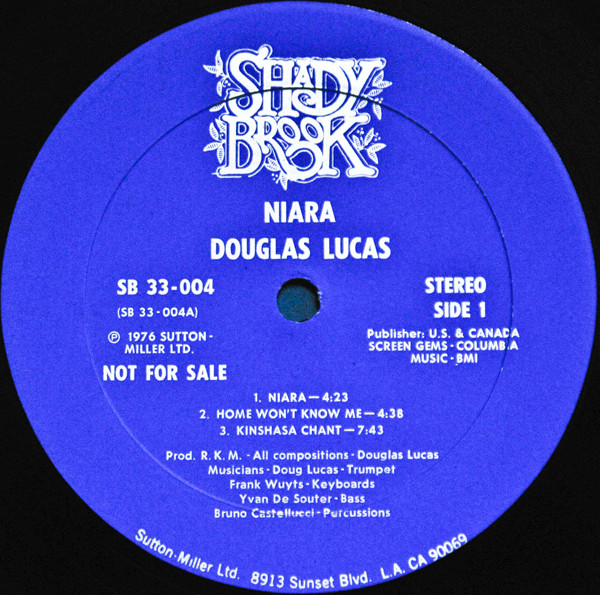 SHADY
BROOK
NIARA
DOUGLAS LUCAS
SB 33-004
(SB 33-004A)
℗ 1976 SUTTON-
MILLER LTD.
NOT FOR SALE
STEREO
SIDE 1
Publisher: U.S. & CANADA
SCREEN GEMS-COLUMBIA
MUSIC-BMI
1. NIARA—4:23
2. HOME WON'T KNOW ME—4:38
3. KINSHASA CHANT—7:43
Prod. R.K.M.-All compositions-Douglas Lucas
Musicians-Doug Lucas-Trumpet
Frank Wuyts-Keyboards
Yvan De Souter-Bass
Bruno Castellucci-Percussions
Sutton-Miller Ltd. 8913 Sunset Blvd. L.A. CA 90069